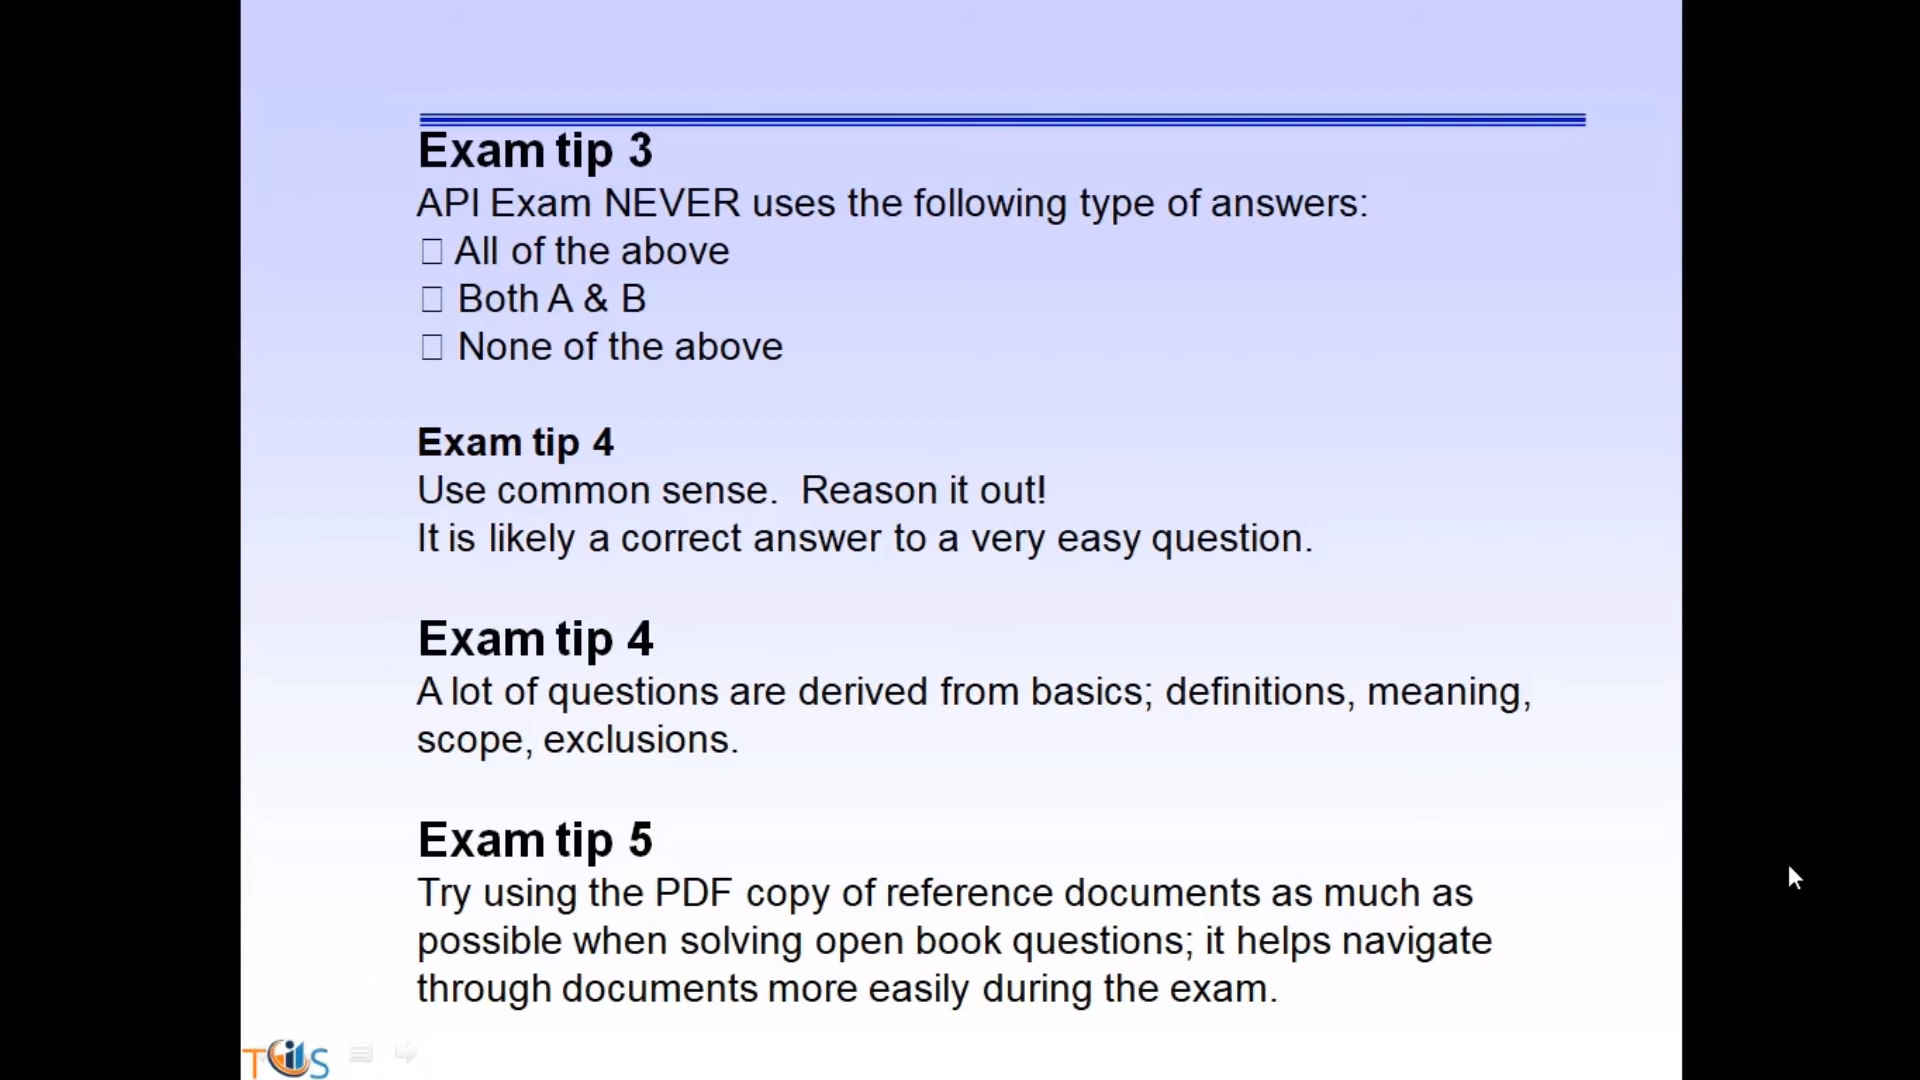 Exam tip 3
API Exam NEVER uses the following type of answers:
□ All of the above
□ Both A & B
□ None of the above
Exam tip 4
Use common sense.  Reason it out!
It is likely a correct answer to a very easy question.
Exam tip 4
A lot of questions are derived from basics; definitions, meaning,
scope, exclusions.
Exam tip 5
Try using the PDF copy of reference documents as much as
possible when solving open book questions; it helps navigate
through documents more easily during the exam.